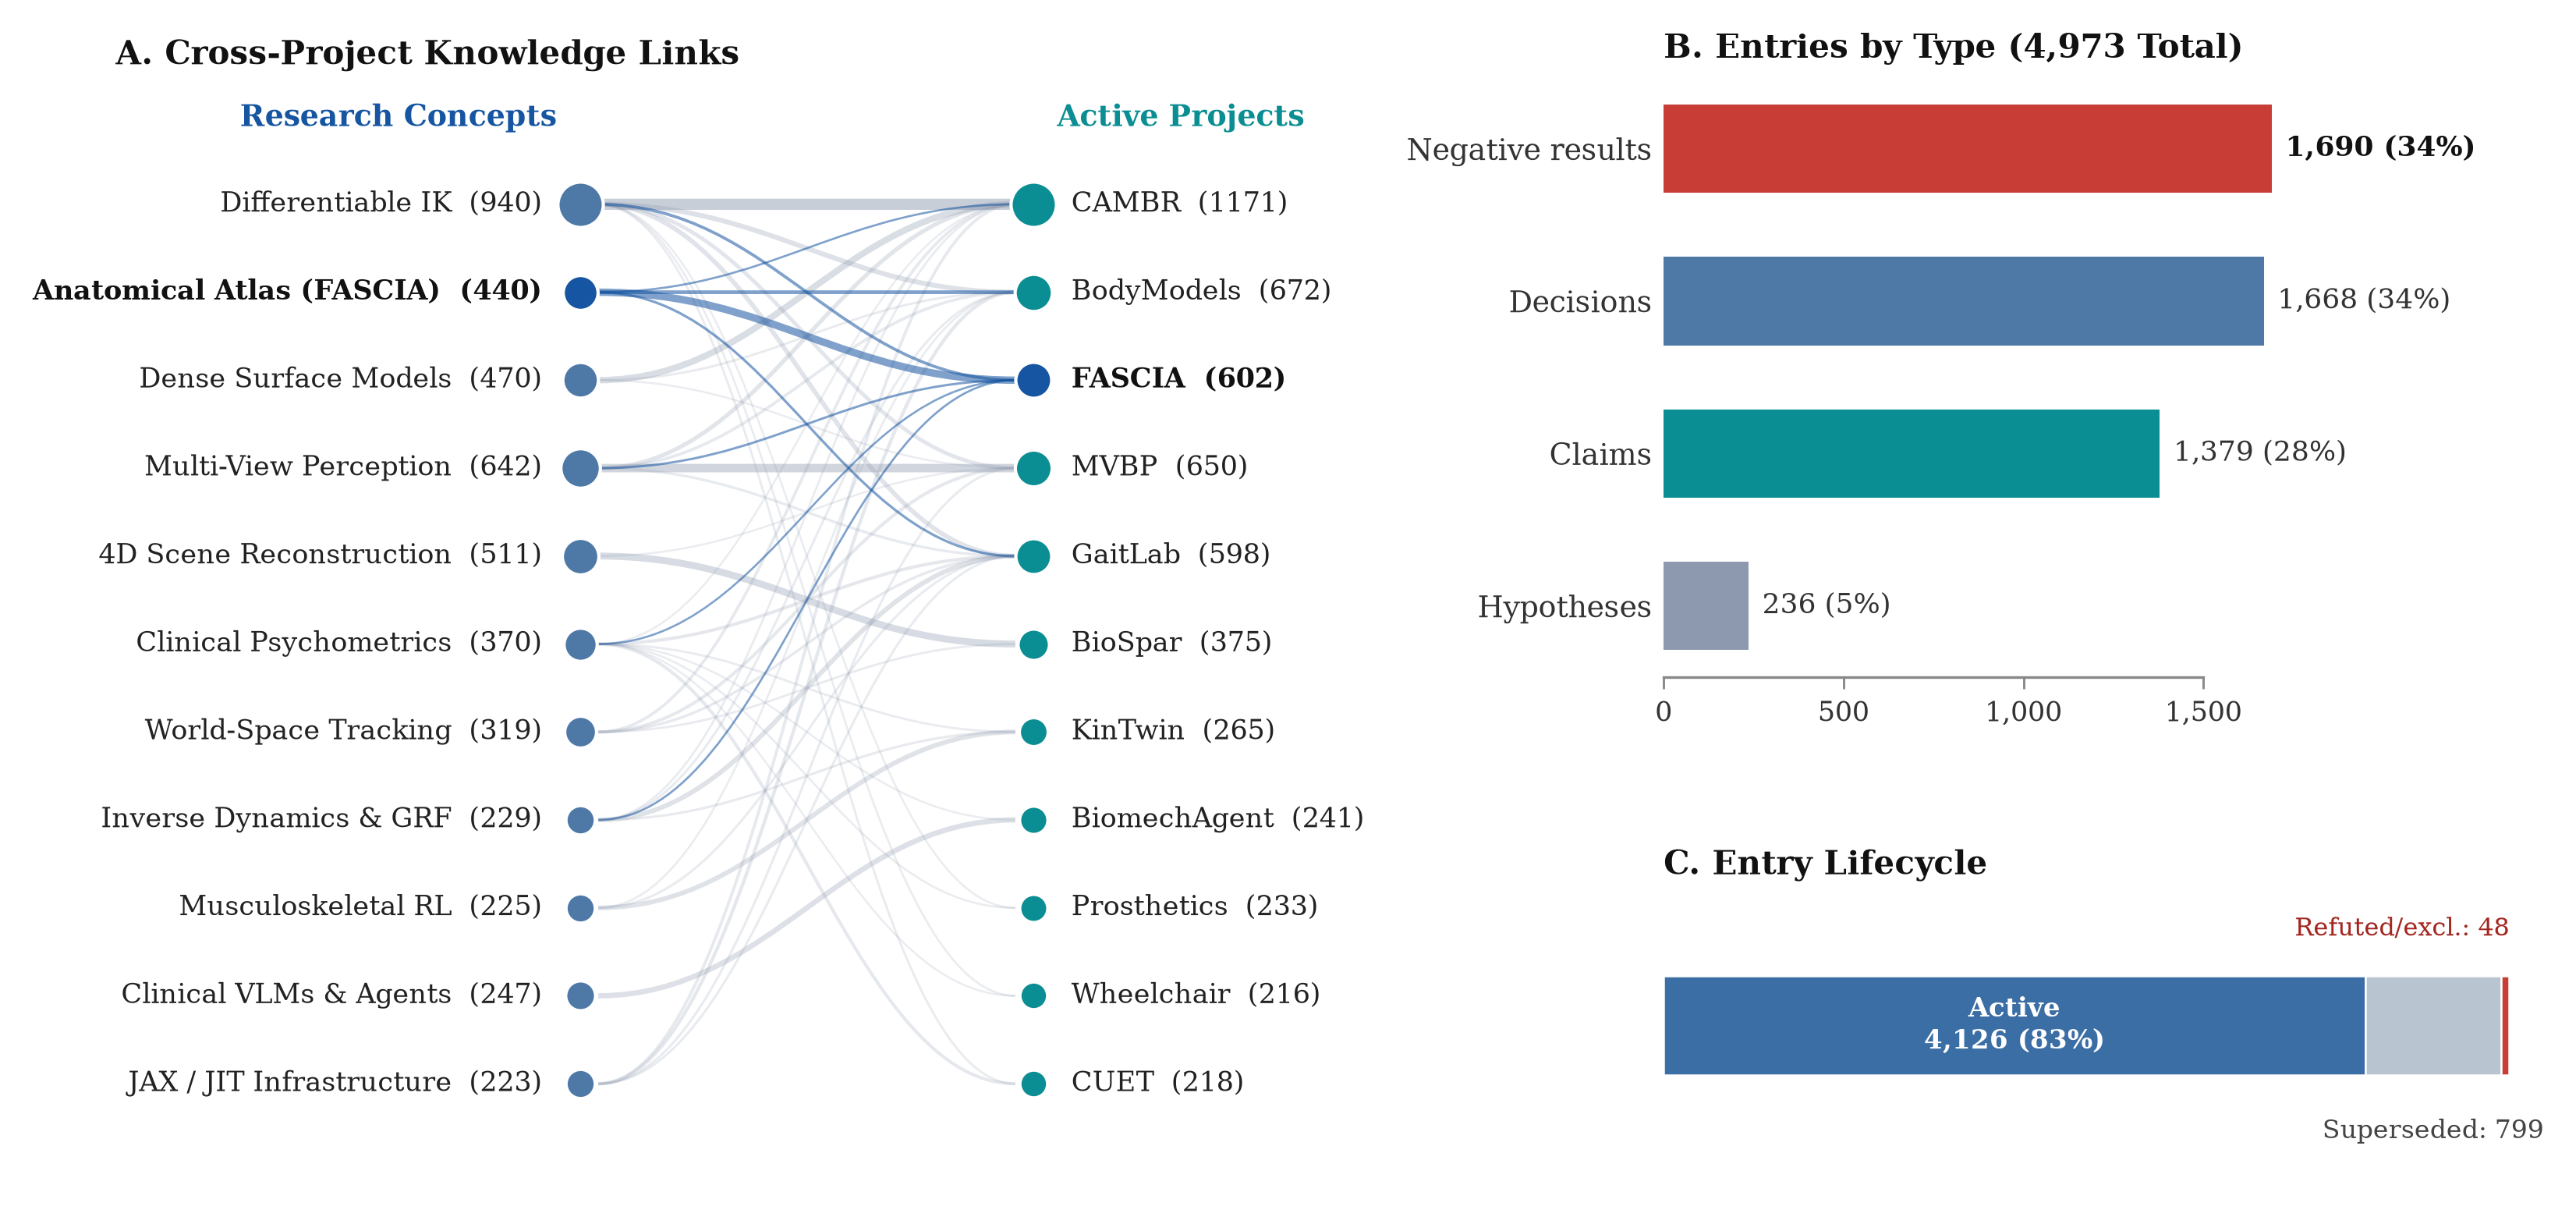 A. Cross-Project Knowledge Links
Research Concepts
Active Projects
Differentiable IK (940)
Anatomical Atlas (FASCIA) (440)
Dense Surface Models (470)
Multi-View Perception (642)
4D Scene Reconstruction (511)
Clinical Psychometrics (370)
World-Space Tracking (319)
Inverse Dynamics & GRF (229)
Musculoskeletal RL (225)
Clinical VLMs & Agents (247)
JAX / JIT Infrastructure (223)
CAMBR (1171)
BodyModels (672)
FASCIA (602)
MVBP (650)
GaitLab (598)
BioSpar (375)
KinTwin (265)
BiomechAgent (241)
Prosthetics (233)
Wheelchair (216)
CUET (218)
B. Entries by Type (4,973 Total)
Negative results
1,690 (34%)
Decisions
1,668 (34%)
Claims
1,379 (28%)
Hypotheses
236 (5%)
0
500
1,000
1,500
C. Entry Lifecycle
Refuted/excl.: 48
Active
4,126 (83%)
Superseded: 799